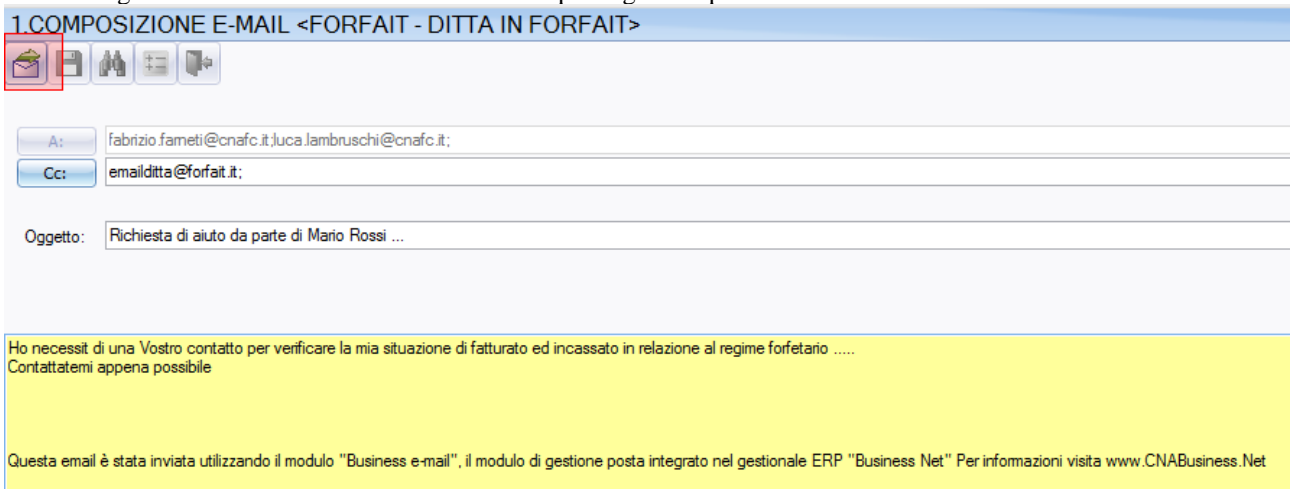 1.COMPOSIZIONE E-MAIL <FORFAIT - DITTA IN FORFAIT>
A: fabrizio.farneti@cnafc.it;luca.lambruschi@cnafc.it;
Cc: emailditta@forfait.it;
Oggetto: Richiesta di aiuto da parte di Mario Rossi ...
Ho necessit di una Vostro contatto per verificare la mia situazione di fatturato ed incassato in relazione al regime forfetario .....
Contattatemi appena possibile
Questa email è stata inviata utilizzando il modulo "Business e-mail", il modulo di gestione posta integrato nel gestionale ERP "Business Net" Per informazioni visita www.CNABusiness.Net